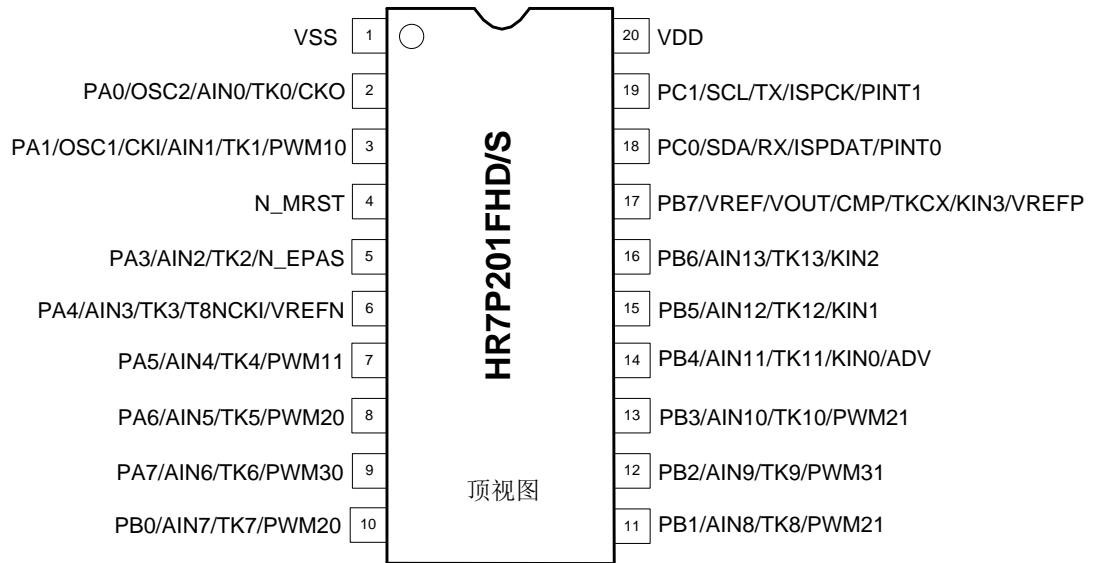 VSS 1 20 VDD
PA0/OSC2/AIN0/TK0/CKO 2 19 PC1/SCL/TX/ISPCK/PINT1
PA1/OSC1/CKI/AIN1/TK1/PWM10 3 18 PC0/SDA/RX/ISPDAT/PINT0
N_MRST 4 17 PB7/VREF/VOUT/CMP/TKCX/KIN3/VREFP
PA3/AIN2/TK2/N_EPAS 5 16 PB6/AIN13/TK13/KIN2
PA4/AIN3/TK3/T8NCKI/VREFN 6 15 PB5/AIN12/TK12/KIN1
PA5/AIN4/TK4/PWM11 7 14 PB4/AIN11/TK11/KIN0/ADV
PA6/AIN5/TK5/PWM20 8 13 PB3/AIN10/TK10/PWM21
PA7/AIN6/TK6/PWM30 9 12 PB2/AIN9/TK9/PWM31
PB0/AIN7/TK7/PWM20 10 11 PB1/AIN8/TK8/PWM21
HR7P201FHD/S
顶视图